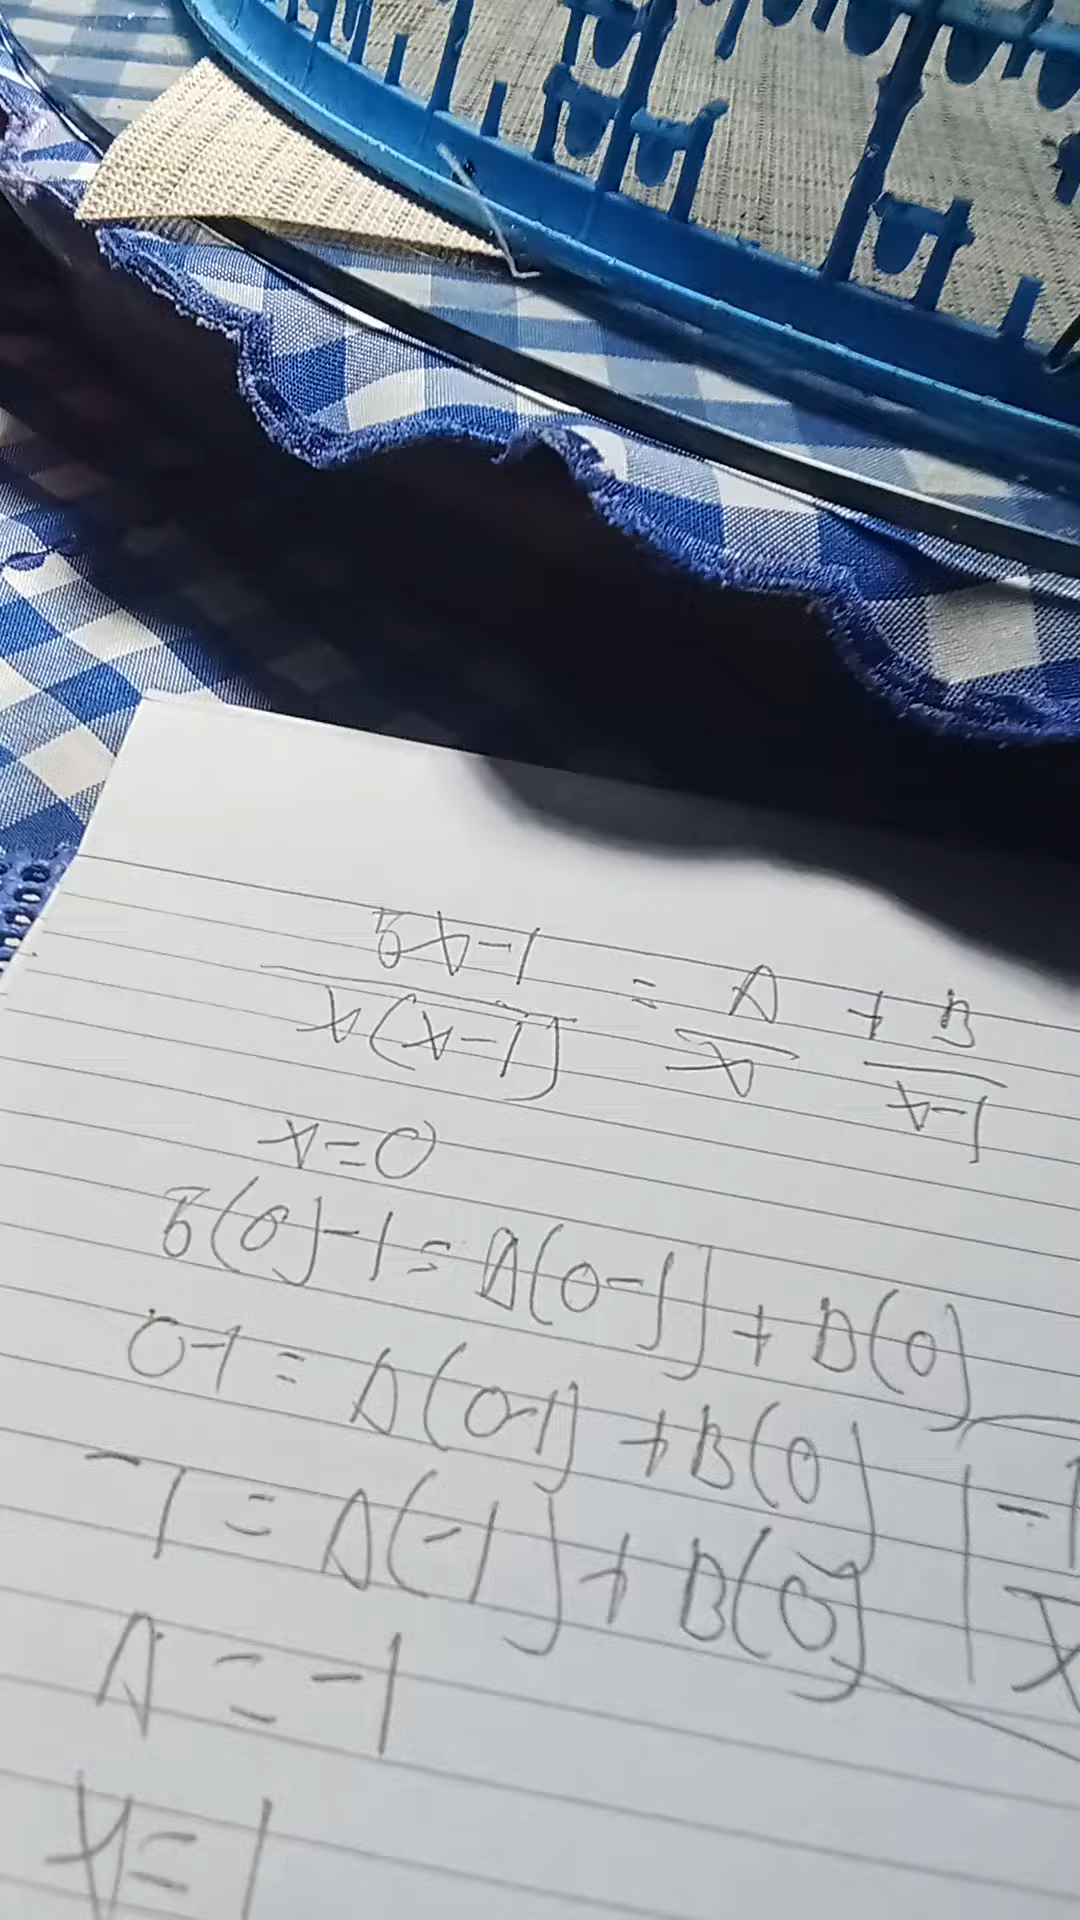 5x-1 / x(x-1) = A/x + B/x-1
x=0
5(0)-1 = A(0-1) + B(0)
0-1 = A(0-1) + B(0)
-1 = A(-1) + B(0)
-1/x
A = -1
x=1